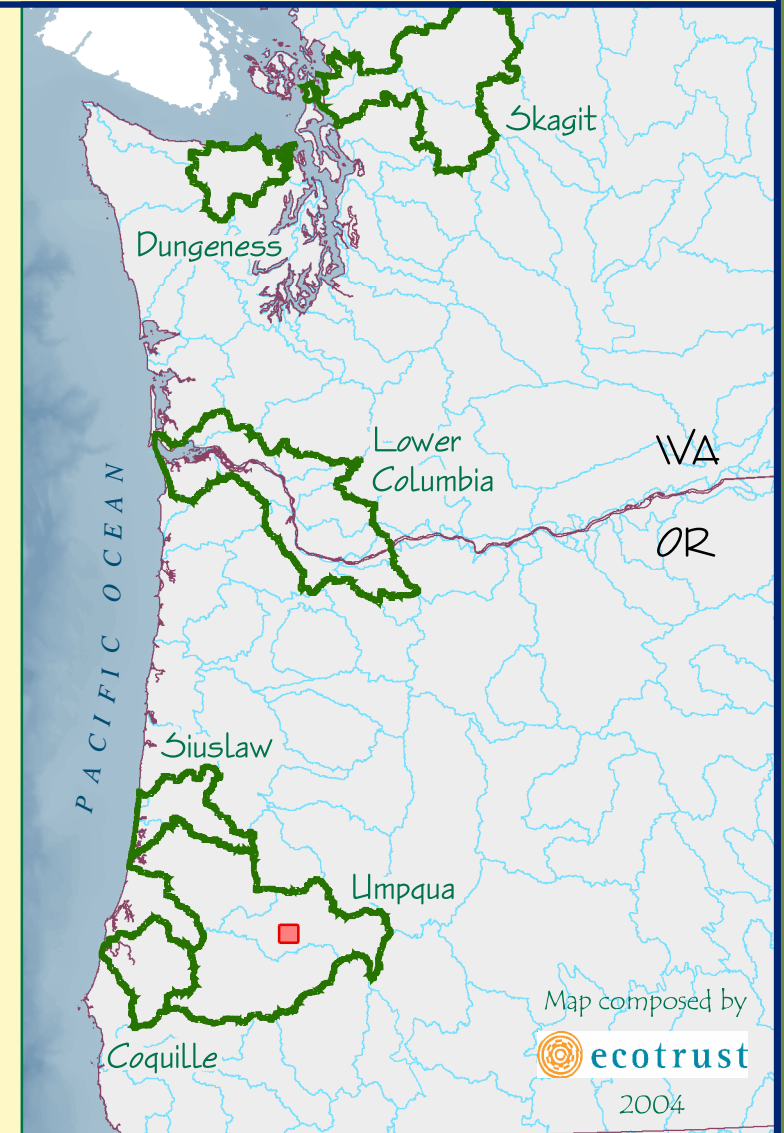 Skagit
Dungeness
Lower
Columbia
WA
OR
PACIFIC OCEAN
Siuslaw
Umpqua
Coquille
Map composed by
ecotrust
2004